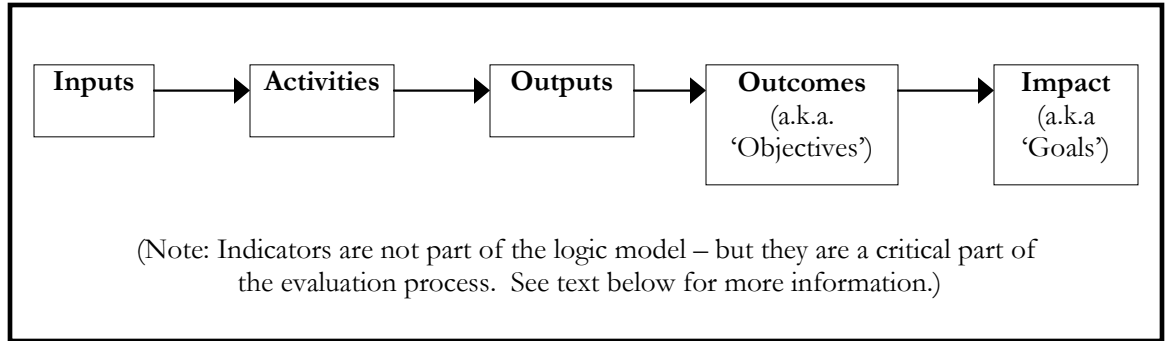 Inputs
Activities
Outputs
Outcomes
(a.k.a.
‘Objectives’)
Impact
(a.k.a
‘Goals’)
(Note: Indicators are not part of the logic model – but they are a critical part of
the evaluation process.  See text below for more information.)